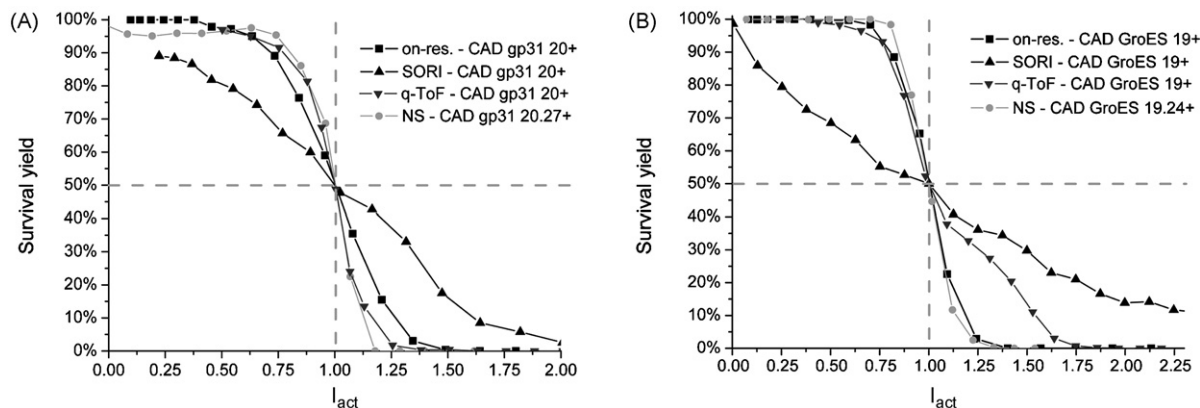 (A)
100%
90%
80%
70%
60%
50%
40%
30%
20%
10%
0%
Survival yield
on-res. - CAD gp31 20+
SORI - CAD gp31 20+
q-ToF - CAD gp31 20+
NS - CAD gp31 20.27+
0.00 0.25 0.50 0.75 1.00 1.25 1.50 1.75 2.00
Iact
(B)
100%
90%
80%
70%
60%
50%
40%
30%
20%
10%
0%
Survival yield
on-res. - CAD GroES 19+
SORI - CAD GroES 19+
q-ToF - CAD GroES 19+
NS - CAD GroES 19.24+
0.00 0.25 0.50 0.75 1.00 1.25 1.50 1.75 2.00 2.25
Iact